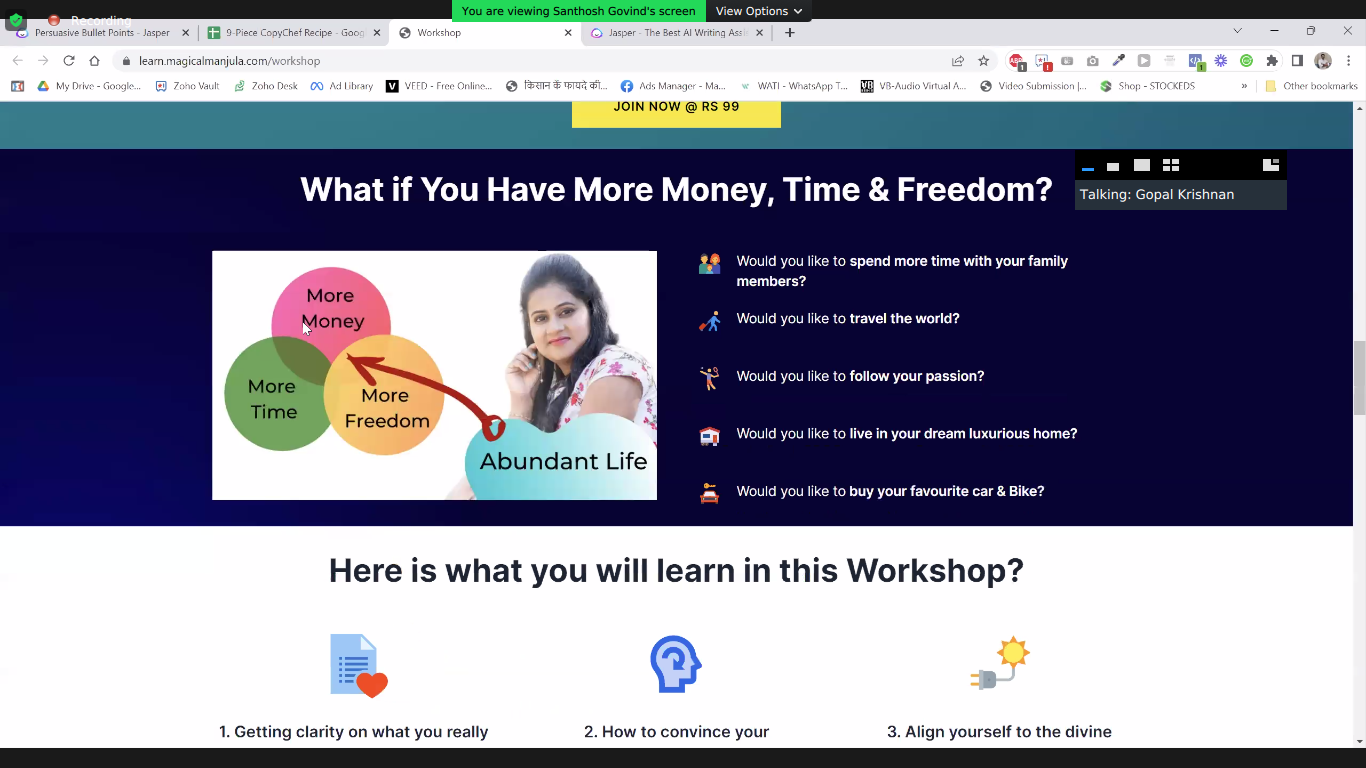 You are viewing Santhosh Govind's screen
View Options
Recording
Persuasive Bullet Points - Jasper
9-Piece CopyChef Recipe - Goog
Workshop
Jasper - The Best AI Writing Assi
learn.magicalmanjula.com/workshop
My Drive - Google...
Zoho Vault
Zoho Desk
Ad Library
VEED - Free Online...
किसान के फायदे की...
Ads Manager - Ma...
WATI - WhatsApp T...
VB-Audio Virtual A...
Video Submission |...
Shop - STOCKEDS
»
Other bookmarks
JOIN NOW @ RS 99
What if You Have More Money, Time & Freedom?
Talking: Gopal Krishnan
More
Money
More
Time
More
Freedom
Abundant Life
Would you like to spend more time with your family
members?
Would you like to travel the world?
Would you like to follow your passion?
Would you like to live in your dream luxurious home?
Would you like to buy your favourite car & Bike?
Here is what you will learn in this Workshop?
1. Getting clarity on what you really
2. How to convince your
3. Align yourself to the divine